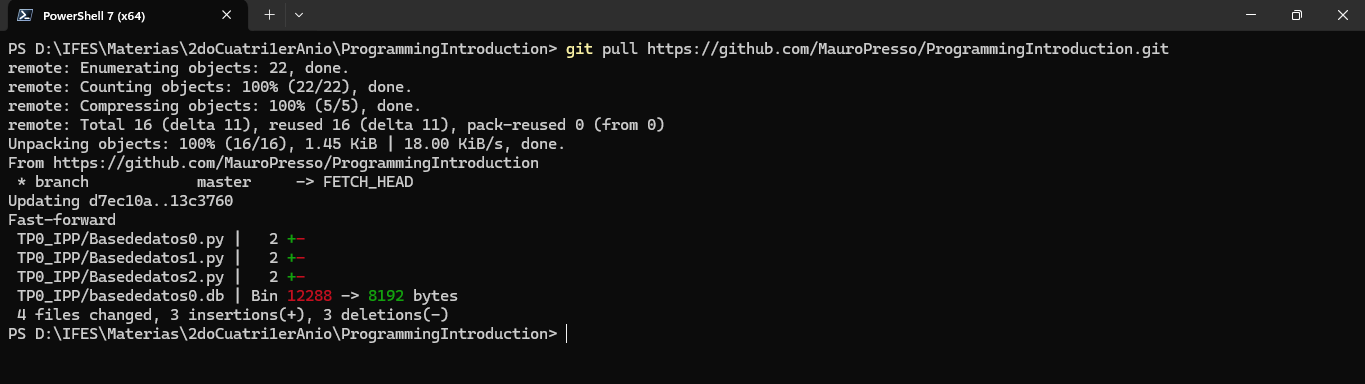 PowerShell 7 (x64)
PS D:\IFES\Materias\2doCuatri1erAnio\ProgrammingIntroduction> git pull https://github.com/MauroPresso/ProgrammingIntroduction.git
remote: Enumerating objects: 22, done.
remote: Counting objects: 100% (22/22), done.
remote: Compressing objects: 100% (5/5), done.
remote: Total 16 (delta 11), reused 16 (delta 11), pack-reused 0 (from 0)
Unpacking objects: 100% (16/16), 1.45 KiB | 18.00 KiB/s, done.
From https://github.com/MauroPresso/ProgrammingIntroduction
 * branch            master     -> FETCH_HEAD
Updating d7ec10a..13c3760
Fast-forward
 TP0_IPP/Basededatos0.py |   2 +-
 TP0_IPP/Basededatos1.py |   2 +-
 TP0_IPP/Basededatos2.py |   2 +-
 TP0_IPP/basededatos0.db | Bin 12288 -> 8192 bytes
 4 files changed, 3 insertions(+), 3 deletions(-)
PS D:\IFES\Materias\2doCuatri1erAnio\ProgrammingIntroduction>